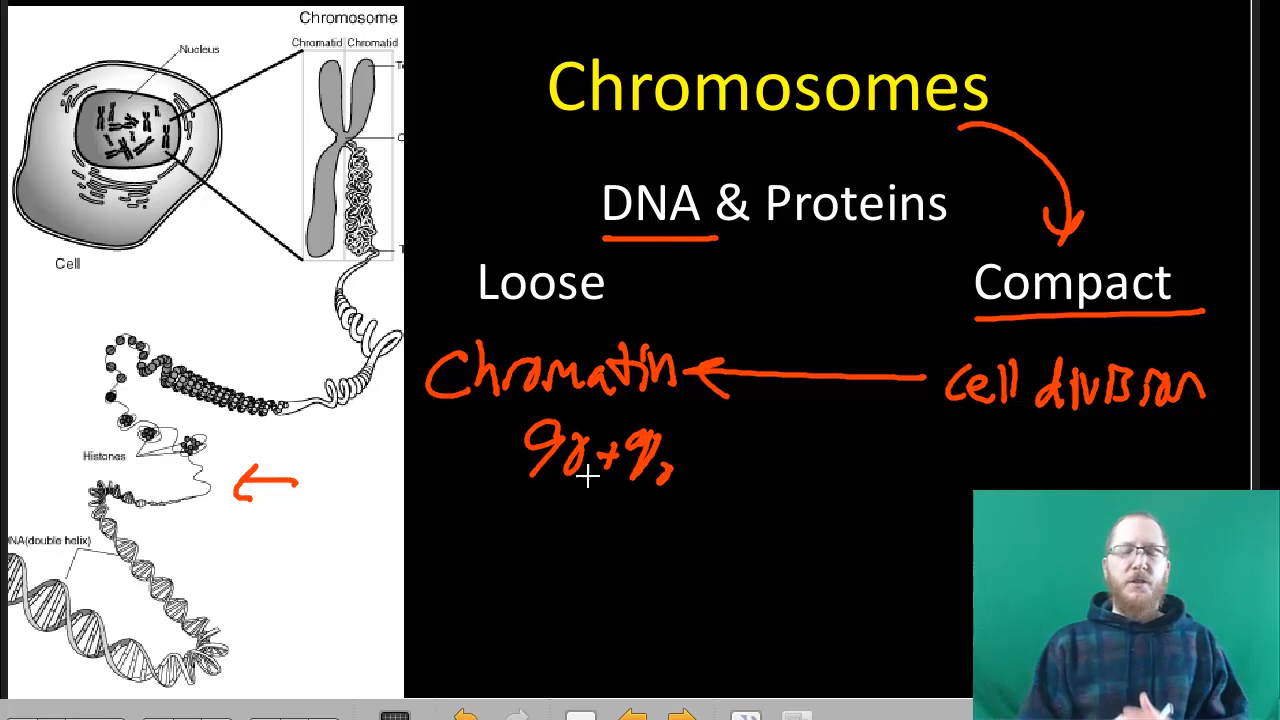 Chromosome
Chromatid Chromatid
Nucleus
Cell
Histones
NA(double helix)
Chromosomes
DNA & Proteins
Loose
Compact
Chromatin
cell division